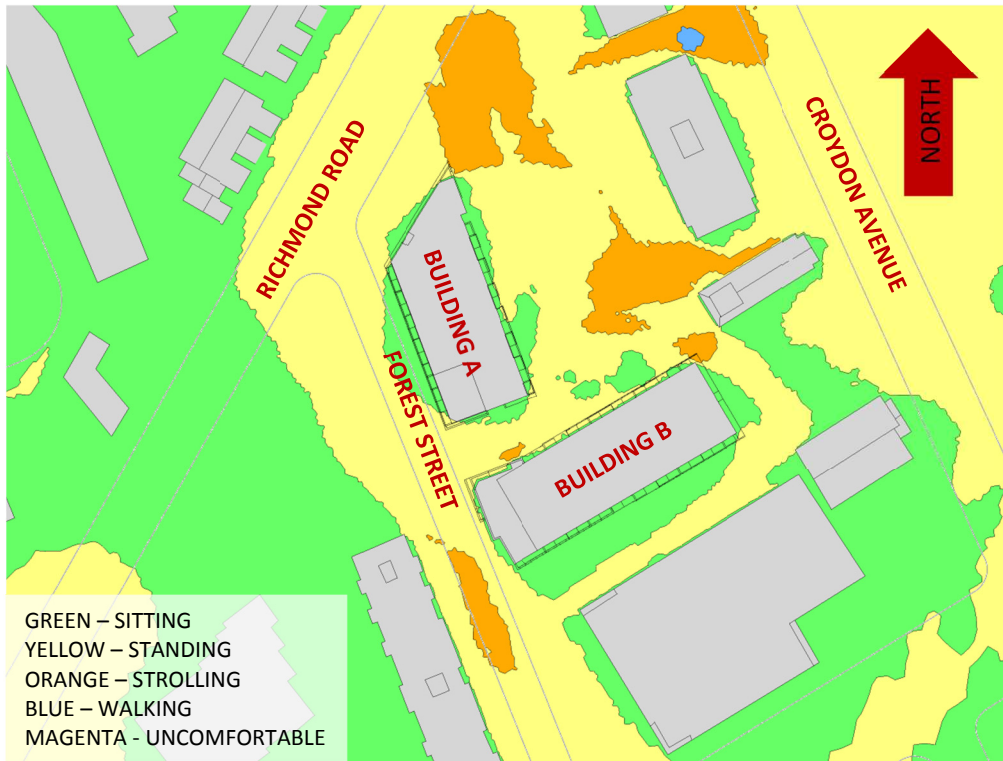 NORTH
CROYDON AVENUE
RICHMOND ROAD
BUILDING A
FOREST STREET
BUILDING B
GREEN – SITTING
YELLOW – STANDING
ORANGE – STROLLING
BLUE – WALKING
MAGENTA - UNCOMFORTABLE